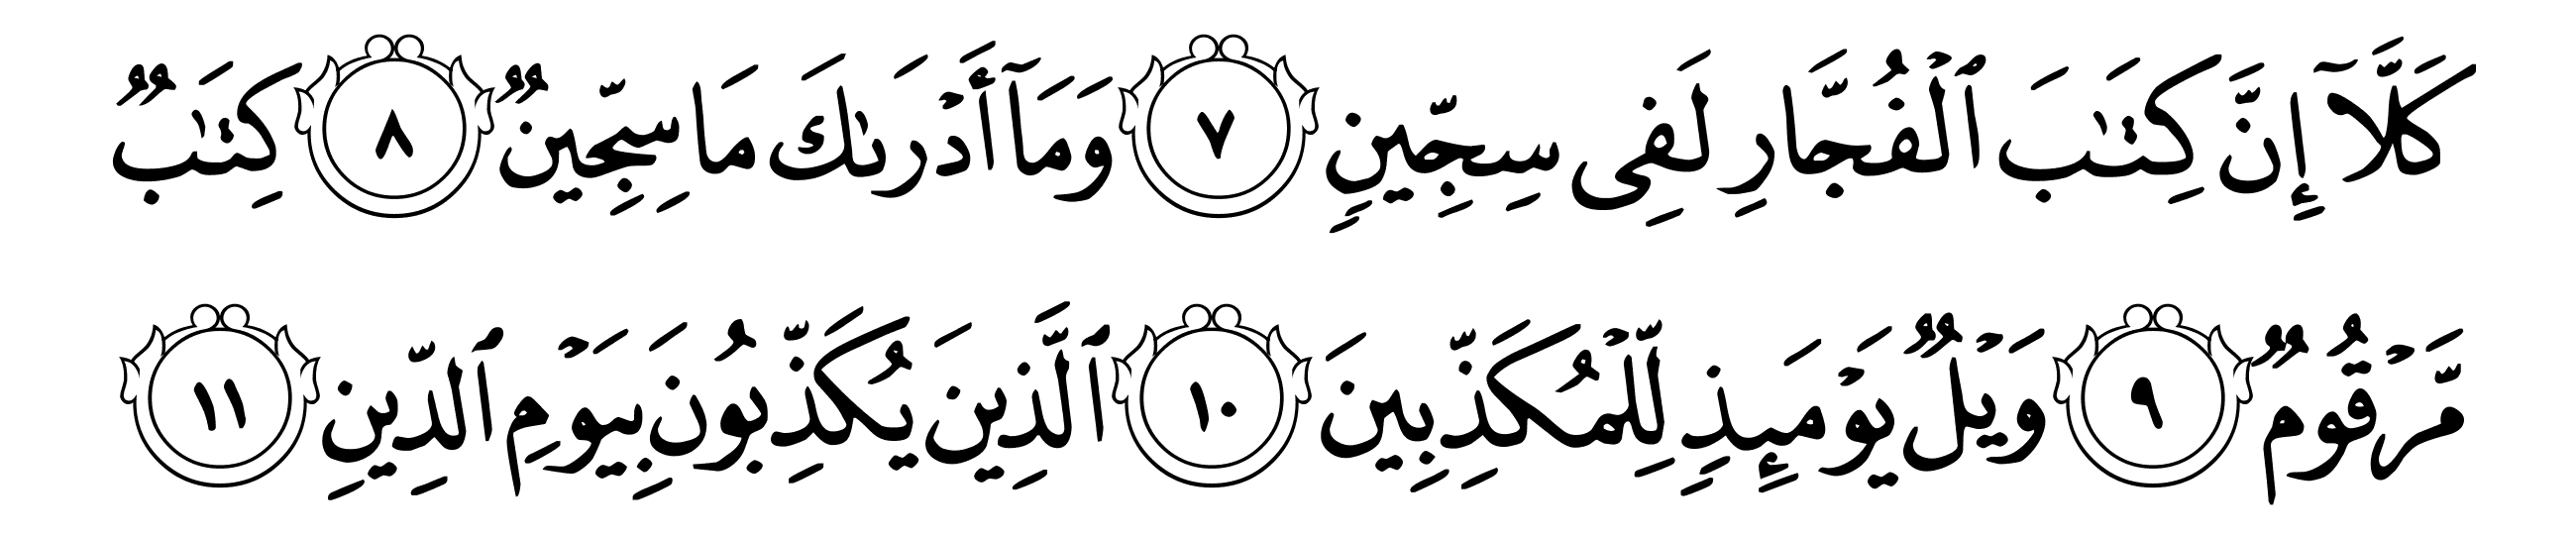 كَلَّآ إِنَّ كِتَٰبَ ٱلۡفُجَّارِ لَفِى سِجِّينٍ ٧ وَمَآ أَدۡرَىٰكَ مَا سِجِّينٌ ٨ كِتَٰبٌ
مَّرۡقُومٌ ٩ وَيۡلٌ يَوۡمَئِذٍ لِّلۡمُكَذِّبِينَ ١٠ ٱلَّذِينَ يُكَذِّبُونَ بِيَوۡمِ ٱلدِّينِ ١١